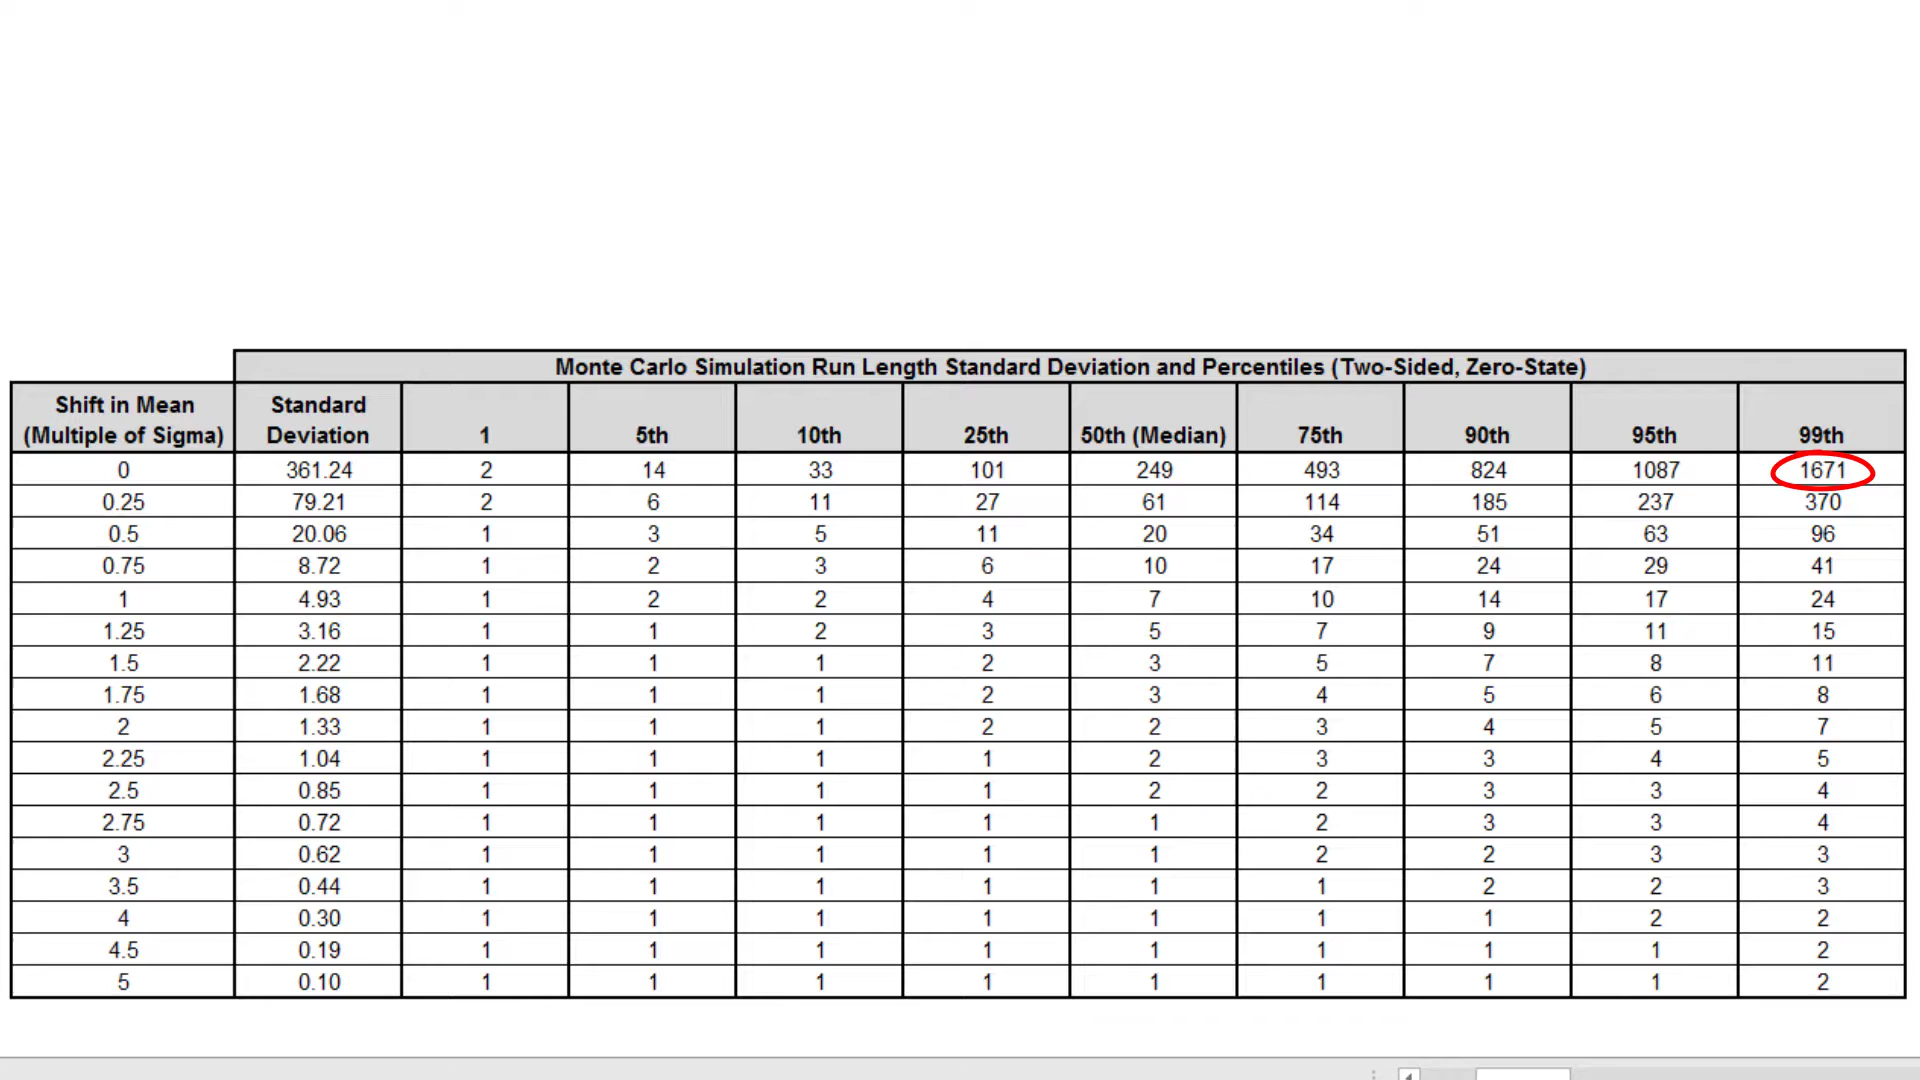 Monte Carlo Simulation Run Length Standard Deviation and Percentiles (Two-Sided, Zero-State)
Shift in Mean
(Multiple of Sigma)
Standard
Deviation
1 5th 10th 25th 50th (Median) 75th 90th 95th 99th
0 361.24 2 14 33 101 249 493 824 1087 1671
0.25 79.21 2 6 11 27 61 114 185 237 370
0.5 20.06 1 3 5 11 20 34 51 63 96
0.75 8.72 1 2 3 6 10 17 24 29 41
1 4.93 1 2 2 4 7 10 14 17 24
1.25 3.16 1 1 2 3 5 7 9 11 15
1.5 2.22 1 1 1 2 3 5 7 8 11
1.75 1.68 1 1 1 2 3 4 5 6 8
2 1.33 1 1 1 2 2 3 4 5 7
2.25 1.04 1 1 1 1 2 3 3 4 5
2.5 0.85 1 1 1 1 2 2 3 3 4
2.75 0.72 1 1 1 1 1 2 3 3 4
3 0.62 1 1 1 1 1 2 2 3 3
3.5 0.44 1 1 1 1 1 1 2 2 3
4 0.30 1 1 1 1 1 1 1 2 2
4.5 0.19 1 1 1 1 1 1 1 1 2
5 0.10 1 1 1 1 1 1 1 1 2